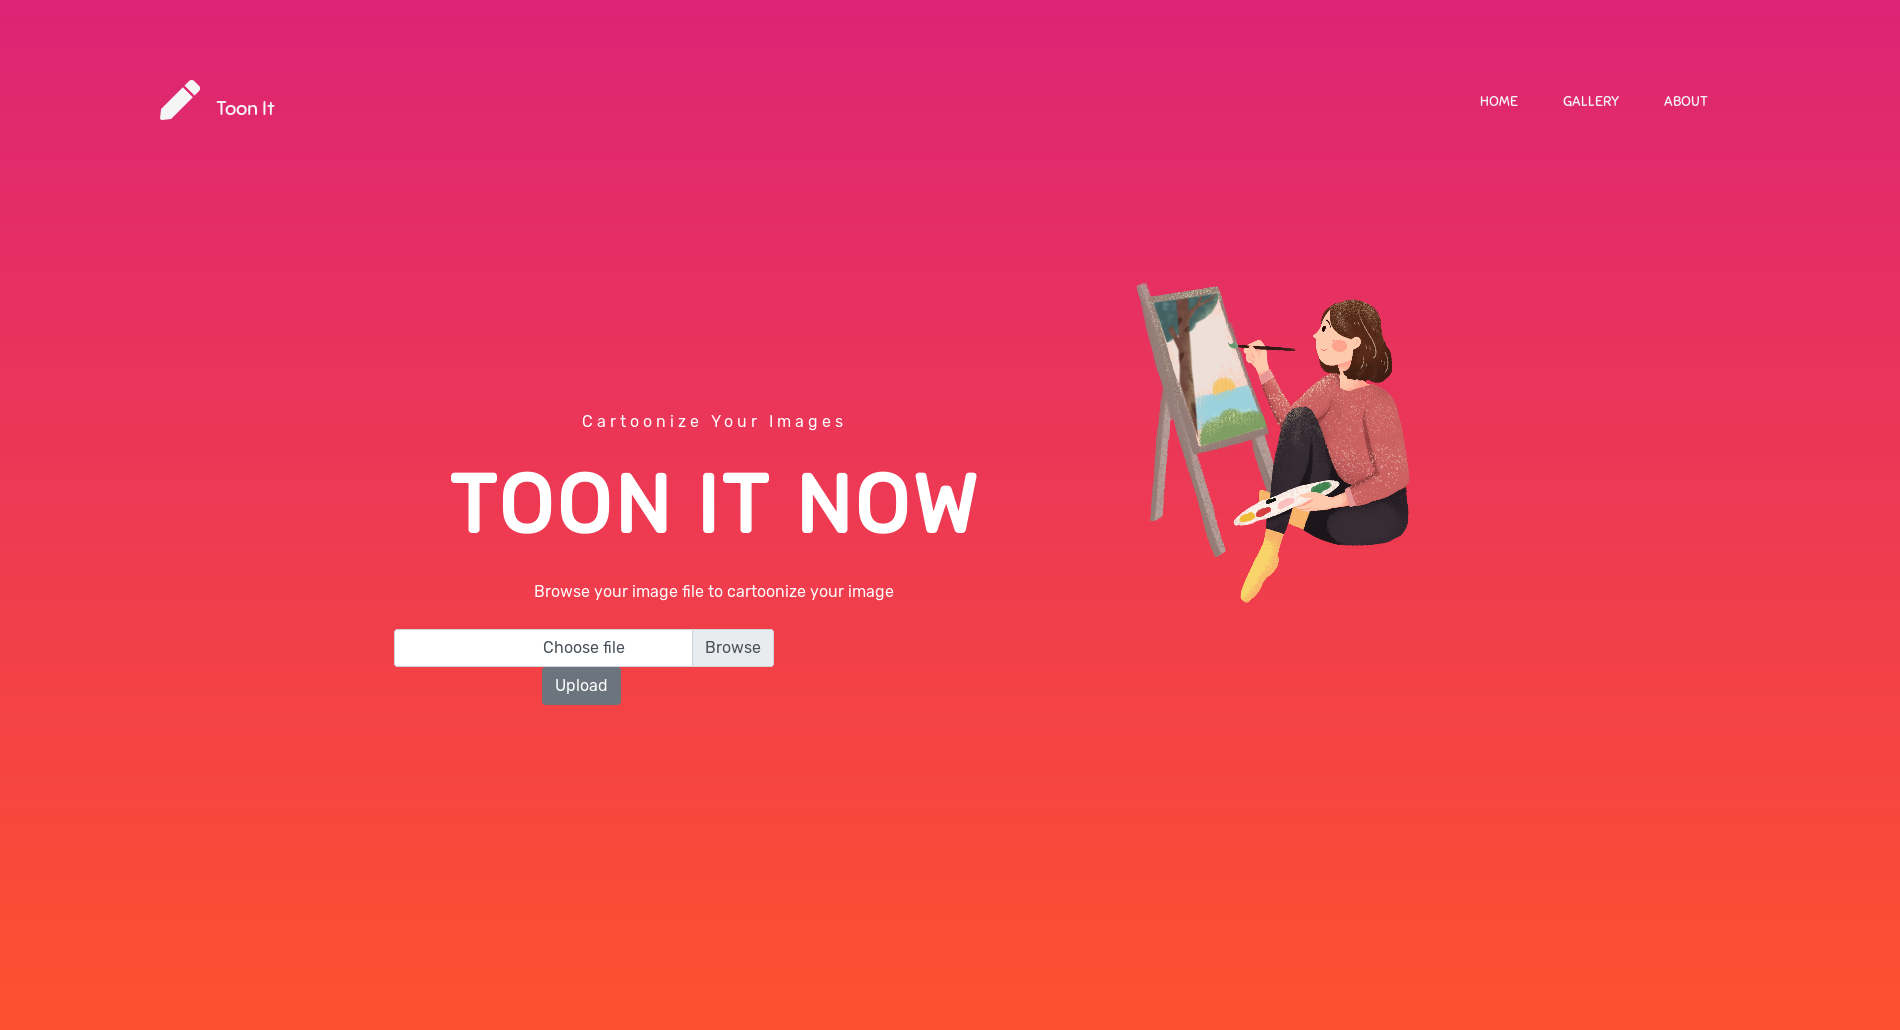 Toon It
HOME GALLERY ABOUT
Cartoonize Your Images
TOON IT NOW
Browse your image file to cartoonize your image
Choose file Browse
Upload